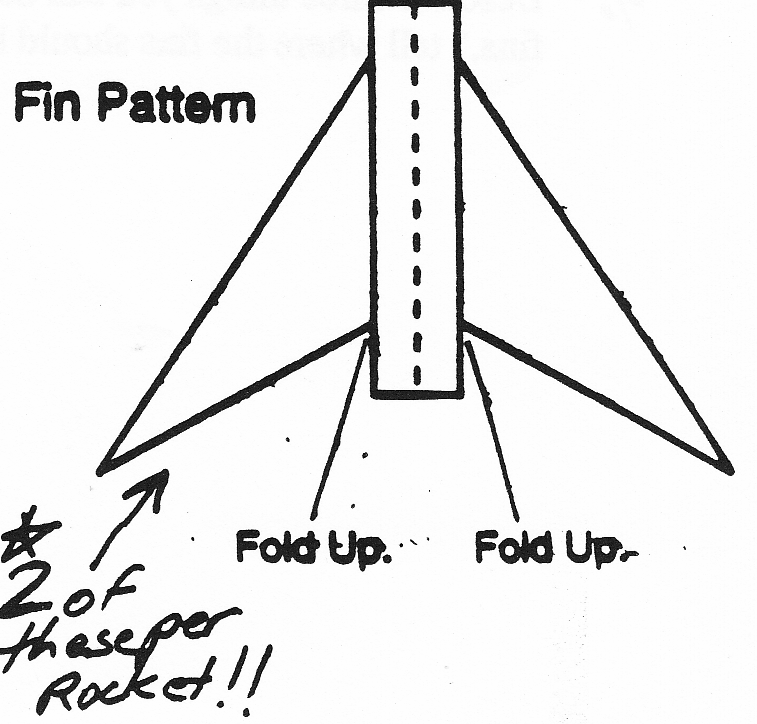 Fin Pattern
Fold Up.
Fold Up.
☆
2 of
these per
Rocket!!